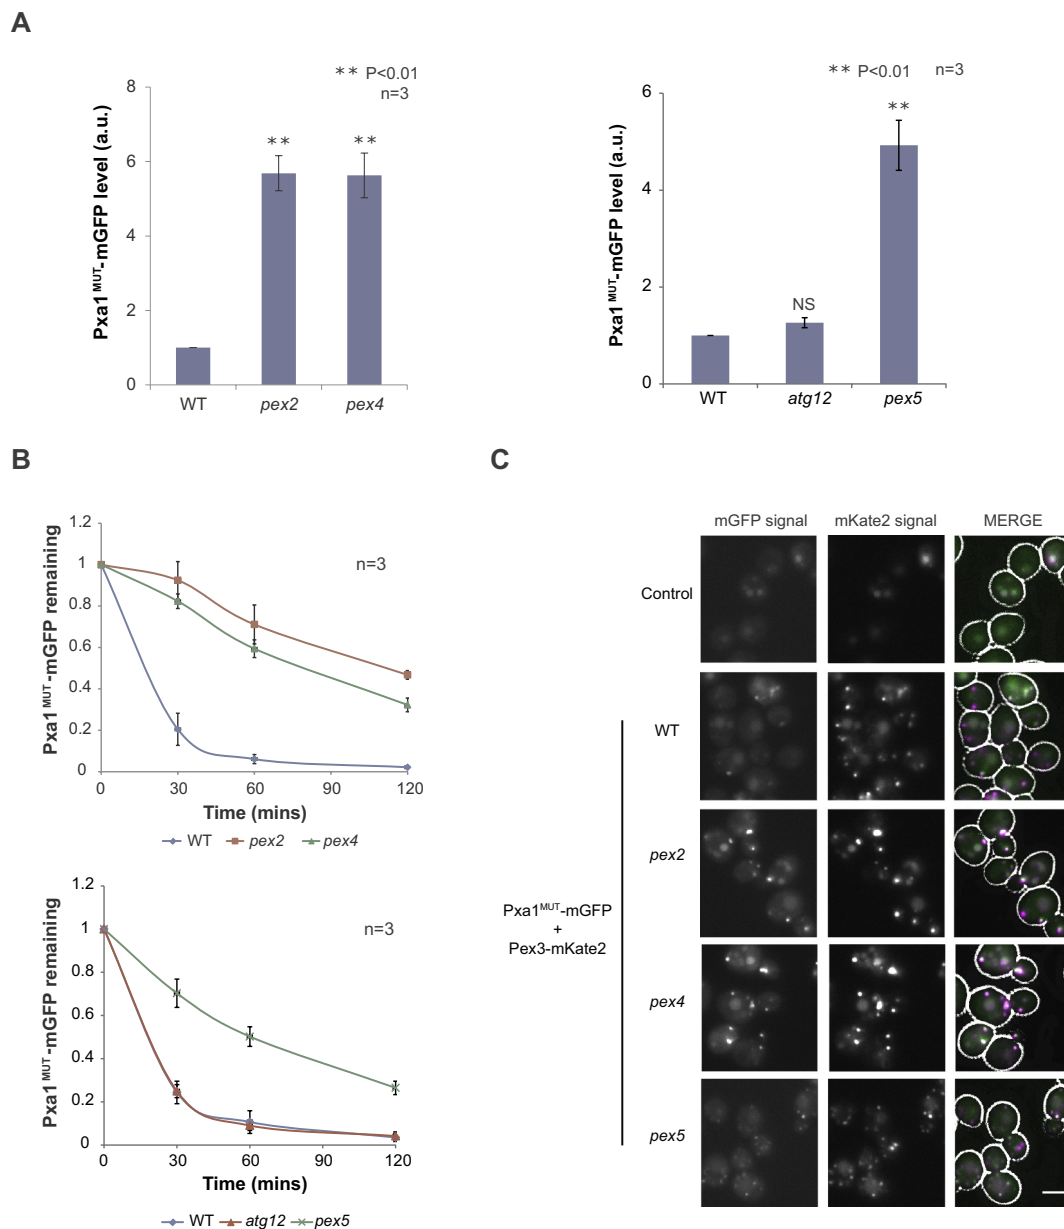 A
** P<0.01
n=3
Pxa1 MUT-mGFP level (a.u.)
8
6
4
2
0
** **
WT pex2 pex4
** P<0.01 n=3
Pxa1 MUT-mGFP level (a.u.)
6
4
2
0
NS
**
WT atg12 pex5
B
Pxa1 MUT-mGFP remaining
1.2
1
0.8
0.6
0.4
0.2
0
n=3
0 30 60 90 120
Time (mins)
WT pex2 pex4
Pxa1 MUT-mGFP remaining
1.2
1
0.8
0.6
0.4
0.2
0
n=3
0 30 60 90 120
Time (mins)
WT atg12 pex5
C
mGFP signal mKate2 signal MERGE
Control
WT
pex2
Pxa1MUT-mGFP
+
Pex3-mKate2
pex4
pex5